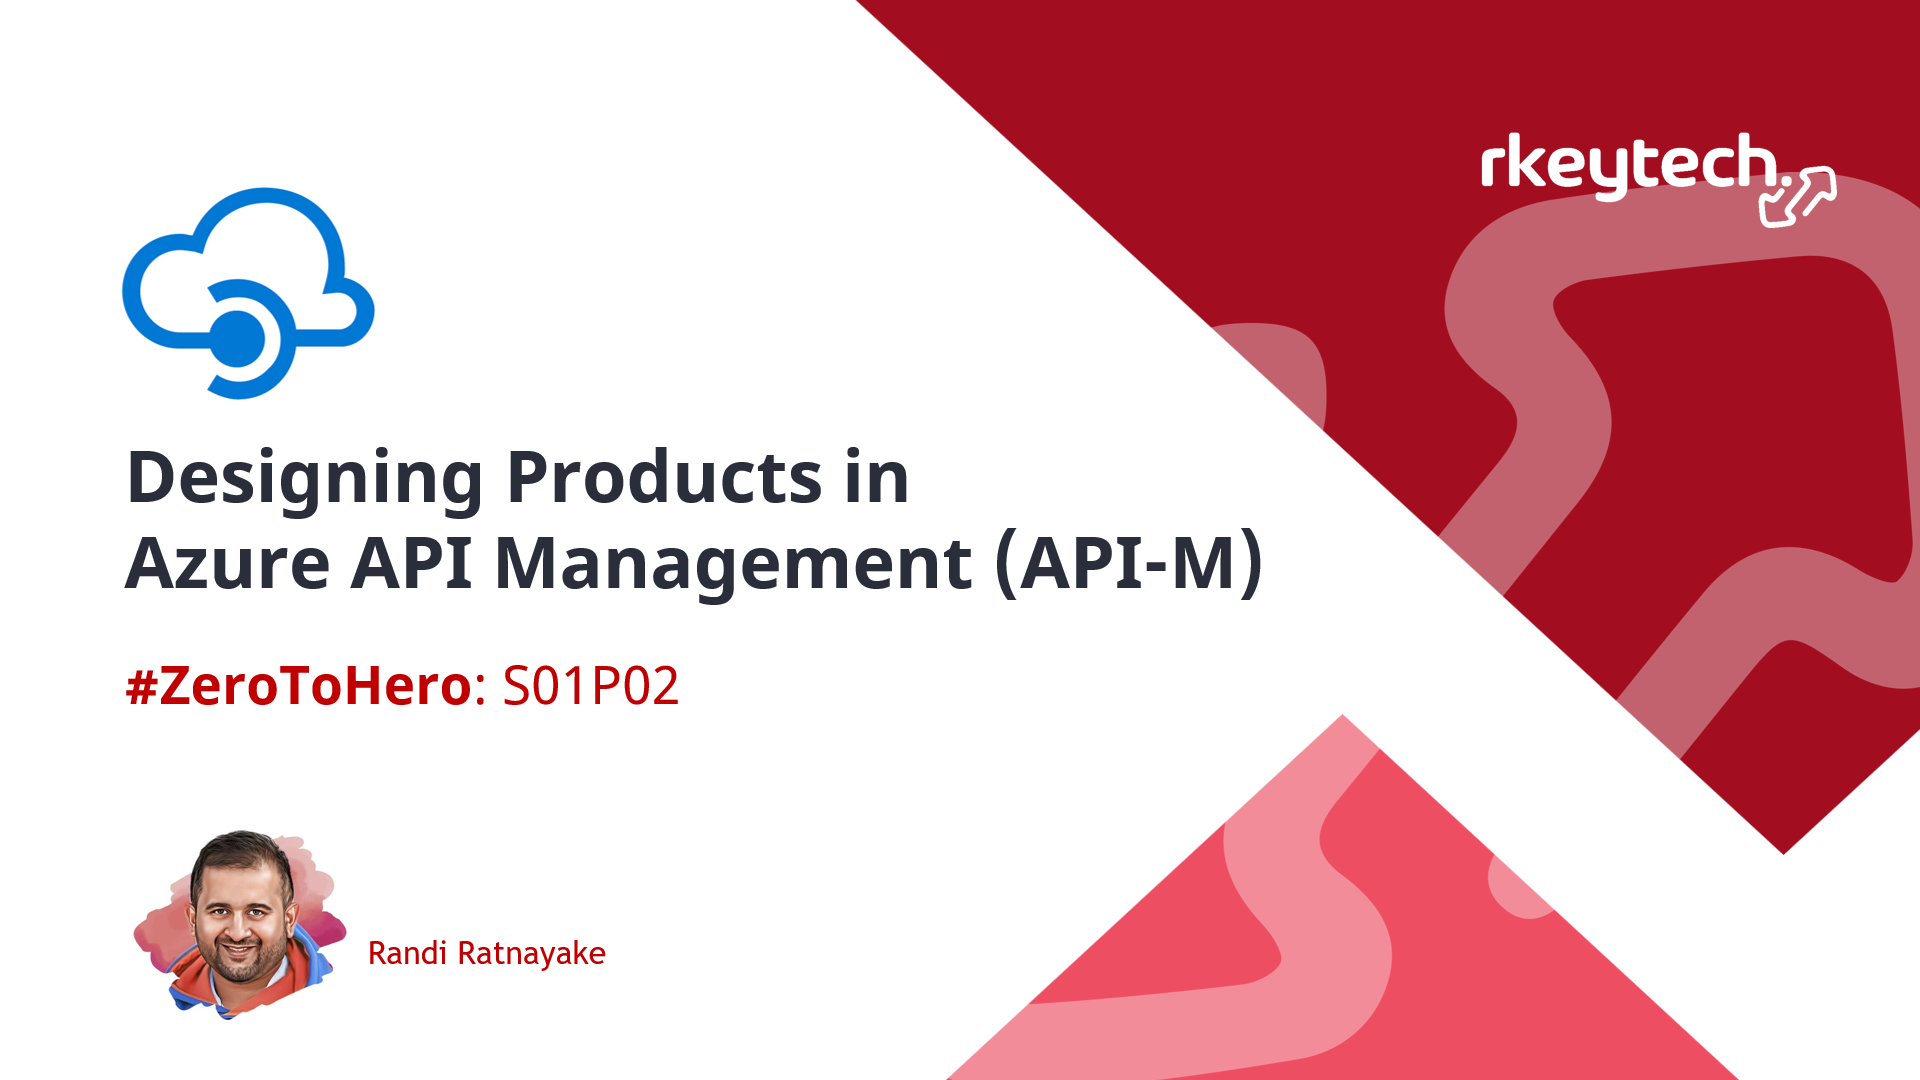 rkeytech.
Designing Products in
Azure API Management (API-M)
#ZeroToHero: S01P02
Randi Ratnayake